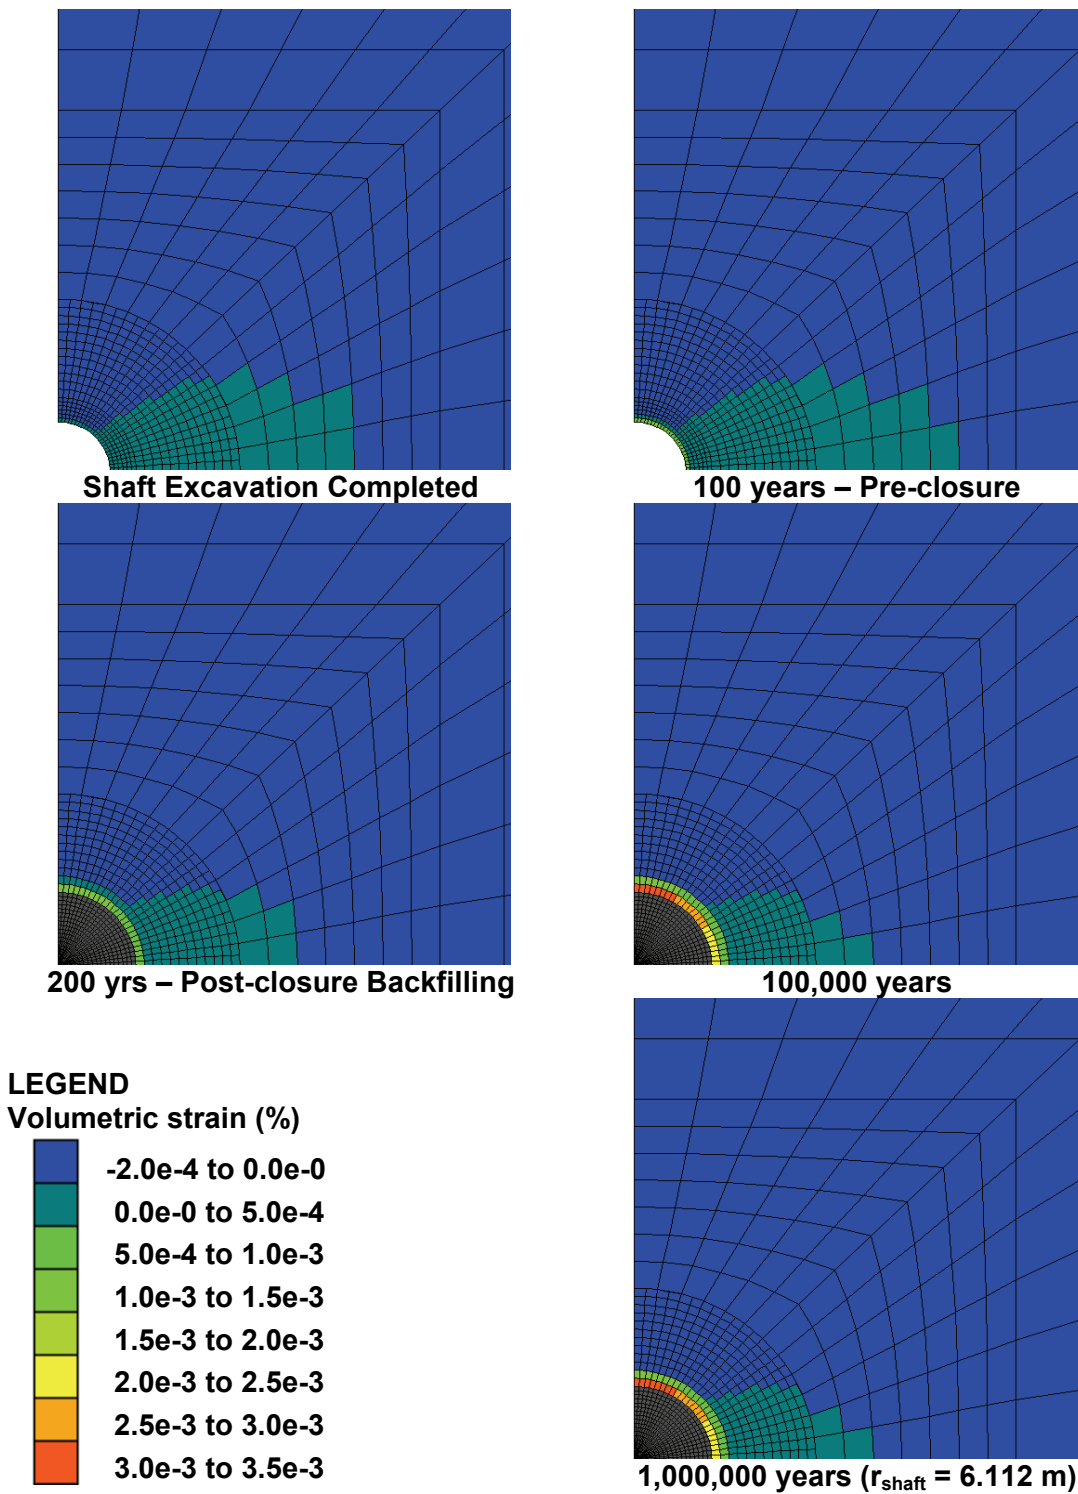 Shaft Excavation Completed
100 years – Pre-closure
200 yrs – Post-closure Backfilling
100,000 years
LEGEND
Volumetric strain (%)
-2.0e-4 to 0.0e-0
0.0e-0 to 5.0e-4
5.0e-4 to 1.0e-3
1.0e-3 to 1.5e-3
1.5e-3 to 2.0e-3
2.0e-3 to 2.5e-3
2.5e-3 to 3.0e-3
3.0e-3 to 3.5e-3
1,000,000 years (rshaft = 6.112 m)